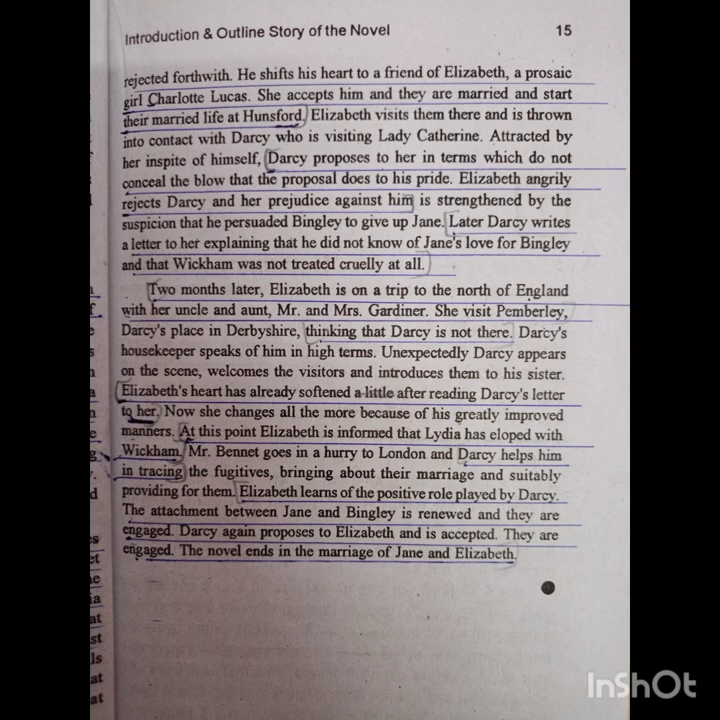 Introduction & Outline Story of the Novel 15
rejected forthwith. He shifts his heart to a friend of Elizabeth, a prosaic
girl Charlotte Lucas. She accepts him and they are married and start
their married life at Hunsford. Elizabeth visits them there and is thrown
into contact with Darcy who is visiting Lady Catherine. Attracted by
her inspite of himself, Darcy proposes to her in terms which do not
conceal the blow that the proposal does to his pride. Elizabeth angrily
rejects Darcy and her prejudice against him is strengthened by the
suspicion that he persuaded Bingley to give up Jane. Later Darcy writes
a letter to her explaining that he did not know of Jane's love for Bingley
and that Wickham was not treated cruelly at all.
Two months later, Elizabeth is on a trip to the north of England
with her uncle and aunt, Mr. and Mrs. Gardiner. She visit Pemberley,
Darcy's place in Derbyshire, thinking that Darcy is not there. Darcy's
housekeeper speaks of him in high terms. Unexpectedly Darcy appears
on the scene, welcomes the visitors and introduces them to his sister.
Elizabeth's heart has already softened a little after reading Darcy's letter
to her. Now she changes all the more because of his greatly improved
manners. At this point Elizabeth is informed that Lydia has eloped with
Wickham. Mr. Bennet goes in a hurry to London and Darcy helps him
in tracing the fugitives, bringing about their marriage and suitably
providing for them. Elizabeth learns of the positive role played by Darcy.
The attachment between Jane and Bingley is renewed and they are
engaged. Darcy again proposes to Elizabeth and is accepted. They are
engaged. The novel ends in the marriage of Jane and Elizabeth.
InShOt